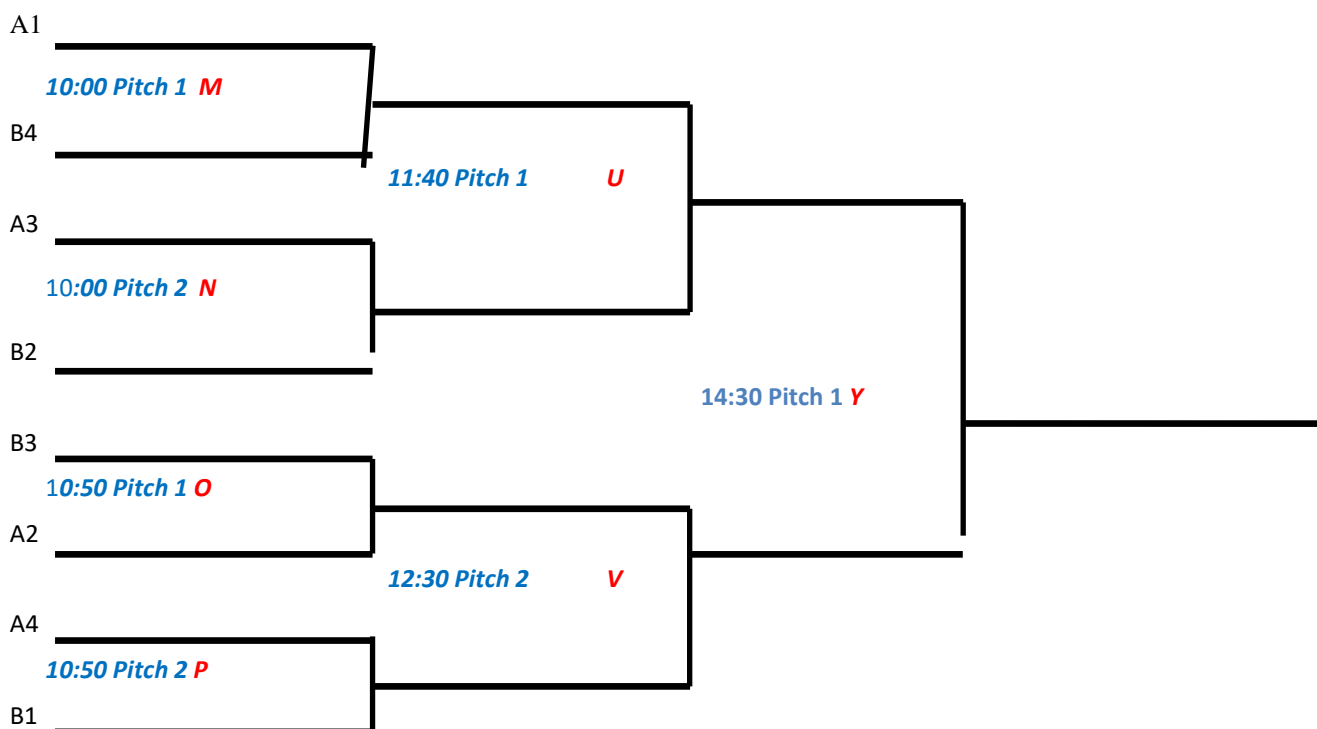 A1
10:00 Pitch 1 M
B4
11:40 Pitch 1 U
A3
10:00 Pitch 2 N
B2
14:30 Pitch 1 Y
B3
10:50 Pitch 1 O
A2
12:30 Pitch 2 V
A4
10:50 Pitch 2 P
B1